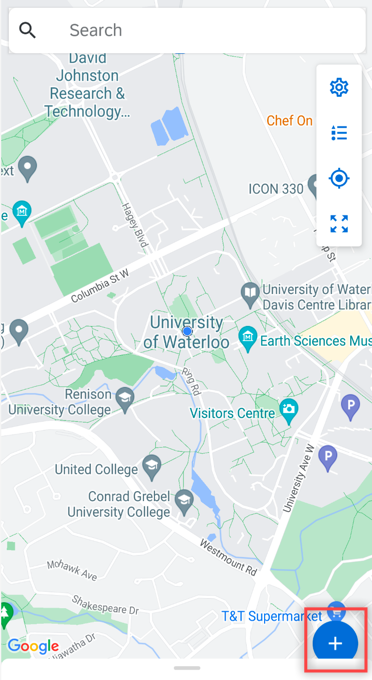 Search
David
Johnston
Research &
Technology...
Chef On
ext
ICON 330
Hagey Blvd
p St
e
Columbia St W
University of Water
Davis Centre Librar
University
of Waterloo
Earth Sciences Mus
)
Ring Rd
Renison
University College
Visitors Centre
P
P
United College
University Ave W
Conrad Grebel
University College
Westmount Rd
Mohawk Ave
Shakespeare Dr
T&T Supermarket
Google
iawatha Dr
+